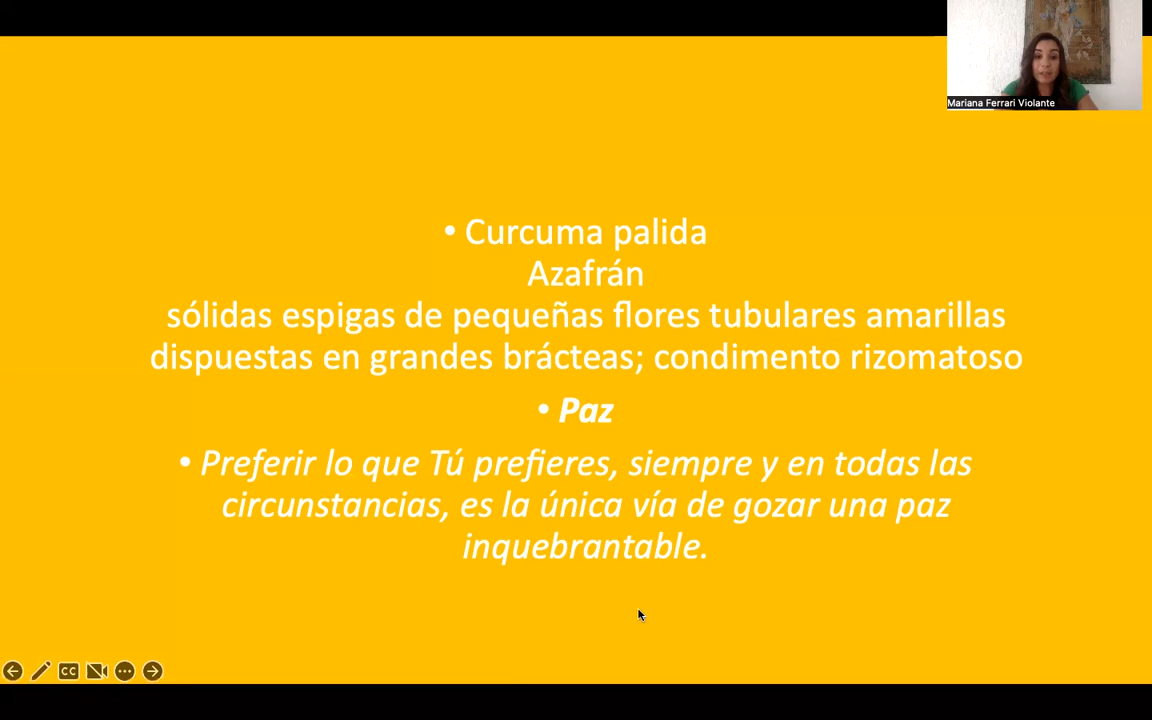 Mariana Ferrari Violante
• Curcuma palida
Azafrán
sólidas espigas de pequeñas flores tubulares amarillas
dispuestas en grandes brácteas; condimento rizomatoso
• Paz
• Preferir lo que Tú prefieres, siempre y en todas las
circunstancias, es la única vía de gozar una paz
inquebrantable.
CC